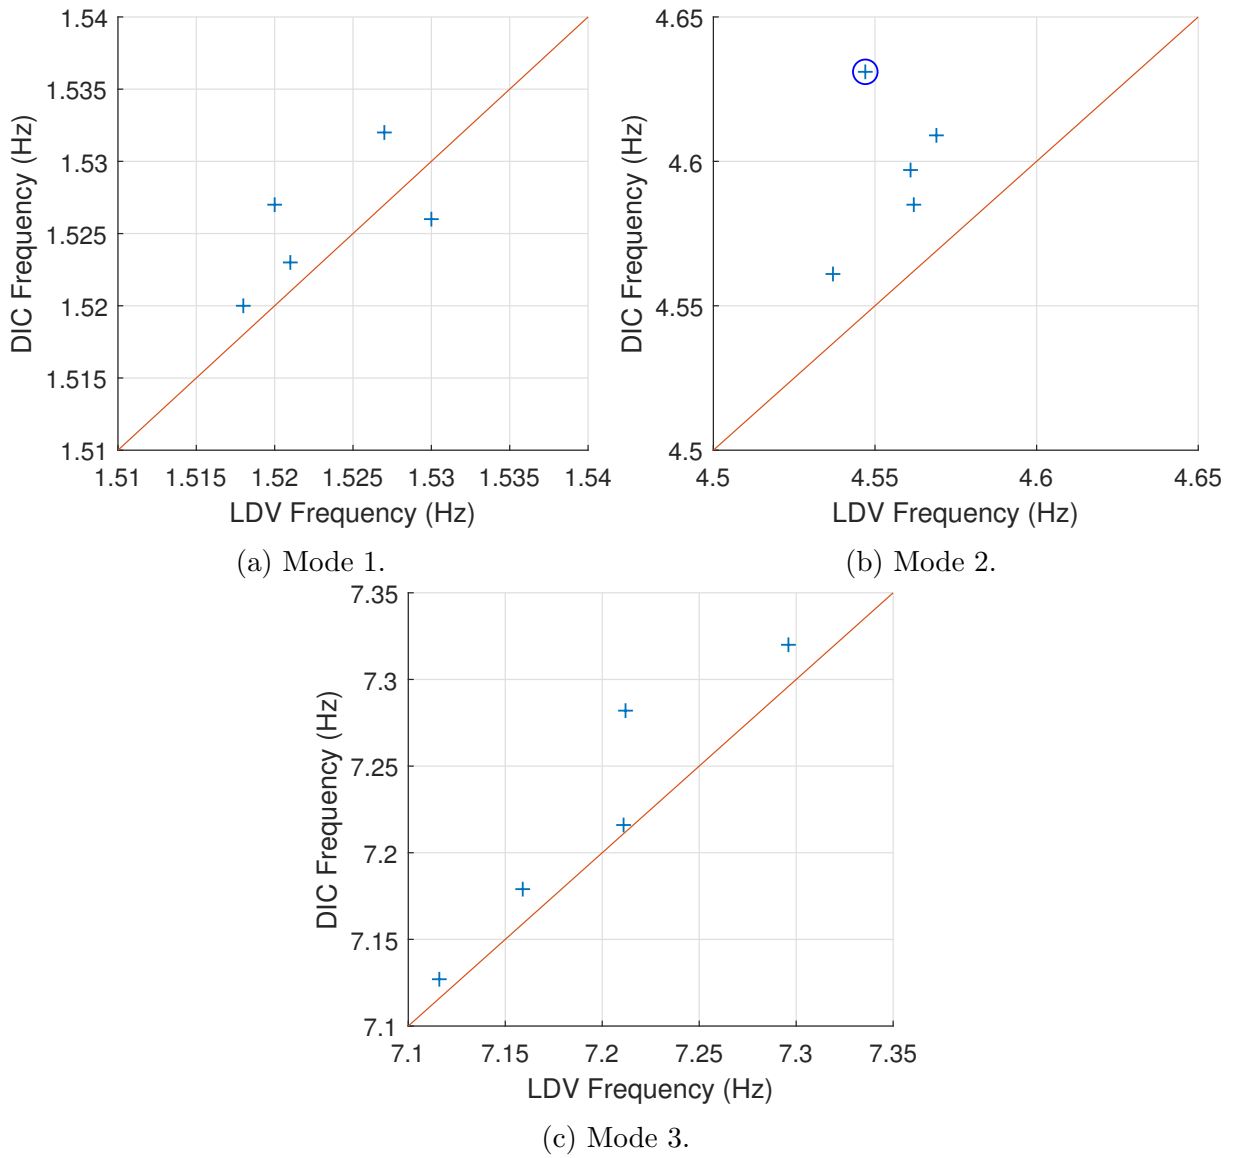 1.54
1.535
1.53
1.525
1.52
1.515
1.51
DIC Frequency (Hz)
1.51 1.515 1.52 1.525 1.53 1.535 1.54
LDV Frequency (Hz)
(a) Mode 1.
4.65
4.6
4.55
4.5
DIC Frequency (Hz)
4.5 4.55 4.6 4.65
LDV Frequency (Hz)
(b) Mode 2.
7.35
7.3
7.25
7.2
7.15
7.1
DIC Frequency (Hz)
7.1 7.15 7.2 7.25 7.3 7.35
LDV Frequency (Hz)
(c) Mode 3.